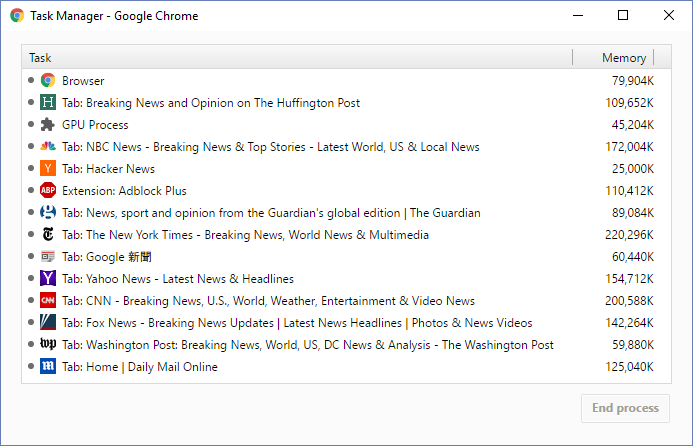 Task Manager - Google Chrome
Task Memory
Browser 79,904K
H Tab: Breaking News and Opinion on The Huffington Post 109,652K
GPU Process 45,204K
Tab: NBC News - Breaking News & Top Stories - Latest World, US & Local News 172,004K
Y Tab: Hacker News 25,000K
ABP Extension: Adblock Plus 110,412K
Tab: News, sport and opinion from the Guardian's global edition | The Guardian 89,084K
T Tab: The New York Times - Breaking News, World News & Multimedia 220,296K
Tab: Google 新聞 60,440K
Y Tab: Yahoo News - Latest News & Headlines 154,712K
CNN Tab: CNN - Breaking News, U.S., World, Weather, Entertainment & Video News 200,588K
Tab: Fox News - Breaking News Updates | Latest News Headlines | Photos & News Videos 142,264K
wp Tab: Washington Post: Breaking News, World, US, DC News & Analysis - The Washington Post 59,880K
m Tab: Home | Daily Mail Online 125,040K
End process